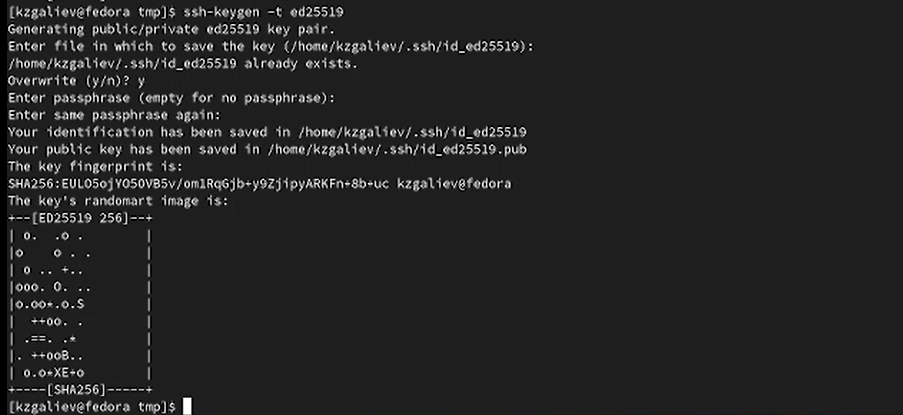 [kzgaliev@fedora tmp]$ ssh-keygen -t ed25519
Generating public/private ed25519 key pair.
Enter file in which to save the key (/home/kzgaliev/.ssh/id_ed25519):
/home/kzgaliev/.ssh/id_ed25519 already exists.
Overwrite (y/n)? y
Enter passphrase (empty for no passphrase):
Enter same passphrase again:
Your identification has been saved in /home/kzgaliev/.ssh/id_ed25519
Your public key has been saved in /home/kzgaliev/.ssh/id_ed25519.pub
The key fingerprint is:
SHA256:EULO5ojYO50VB5v/om1RqGjb+y9ZjipyARKFn+8b+uc kzgaliev@fedora
The key's randomart image is:
+--[ED25519 256]--+
| o.  .o .        |
|o    o . .       |
| o .. +..        |
|ooo. O. ..       |
|o.oo*.o.S        |
|  ++oo. .        |
| .==. .*         |
|. ++ooB..        |
| o.o*XE+o        |
+----[SHA256]-----+
[kzgaliev@fedora tmp]$